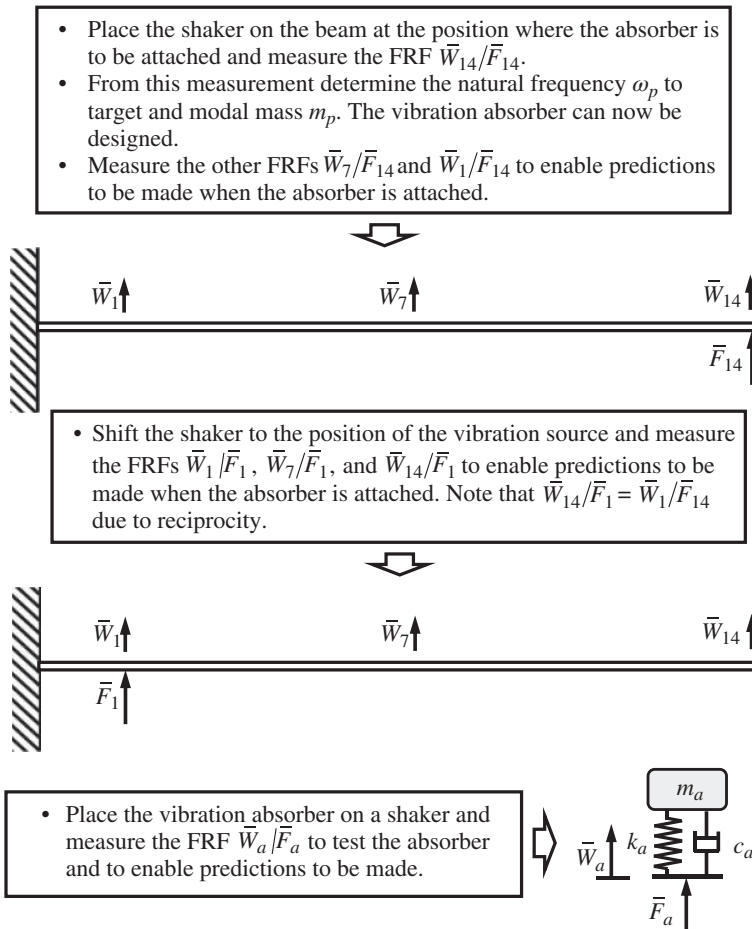 • Place the shaker on the beam at the position where the absorber is
to be attached and measure the FRF W̄₁₄/F̄₁₄.
• From this measurement determine the natural frequency ωₚ to
target and modal mass mₚ. The vibration absorber can now be
designed.
• Measure the other FRFs W̄₇/F̄₁₄ and W̄₁/F̄₁₄ to enable predictions
to be made when the absorber is attached.
W̄₁ W̄₇ W̄₁₄
F̄₁₄
• Shift the shaker to the position of the vibration source and measure
the FRFs W̄₁/F̄₁, W̄₇/F̄₁, and W̄₁₄/F̄₁ to enable predictions to be
made when the absorber is attached. Note that W̄₁₄/F̄₁ = W̄₁/F̄₁₄
due to reciprocity.
W̄₁ W̄₇ W̄₁₄
F̄₁
• Place the vibration absorber on a shaker and
measure the FRF W̄ₐ/F̄ₐ to test the absorber
and to enable predictions to be made.
mₐ
W̄ₐ kₐ cₐ
F̄ₐ